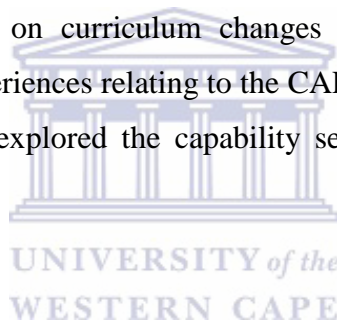 on curriculum changes
eriences relating to the CA
explored the capability se
UNIVERSITY of the
WESTERN CAPE